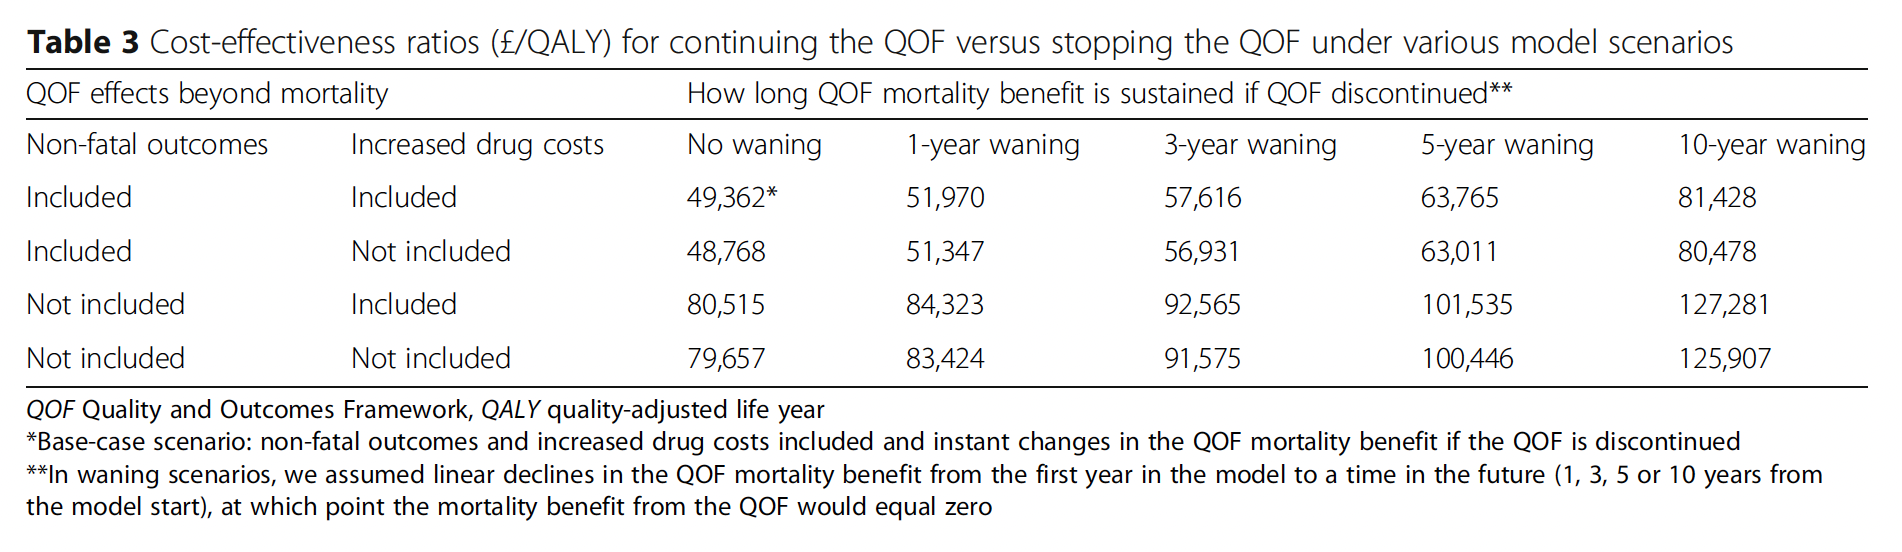 Table 3 Cost-effectiveness ratios (£/QALY) for continuing the QOF versus stopping the QOF under various model scenarios
QOF effects beyond mortality How long QOF mortality benefit is sustained if QOF discontinued**
Non-fatal outcomes Increased drug costs No waning 1-year waning 3-year waning 5-year waning 10-year waning
Included Included 49,362* 51,970 57,616 63,765 81,428
Included Not included 48,768 51,347 56,931 63,011 80,478
Not included Included 80,515 84,323 92,565 101,535 127,281
Not included Not included 79,657 83,424 91,575 100,446 125,907
QOF Quality and Outcomes Framework, QALY quality-adjusted life year
*Base-case scenario: non-fatal outcomes and increased drug costs included and instant changes in the QOF mortality benefit if the QOF is discontinued
**In waning scenarios, we assumed linear declines in the QOF mortality benefit from the first year in the model to a time in the future (1, 3, 5 or 10 years from
the model start), at which point the mortality benefit from the QOF would equal zero